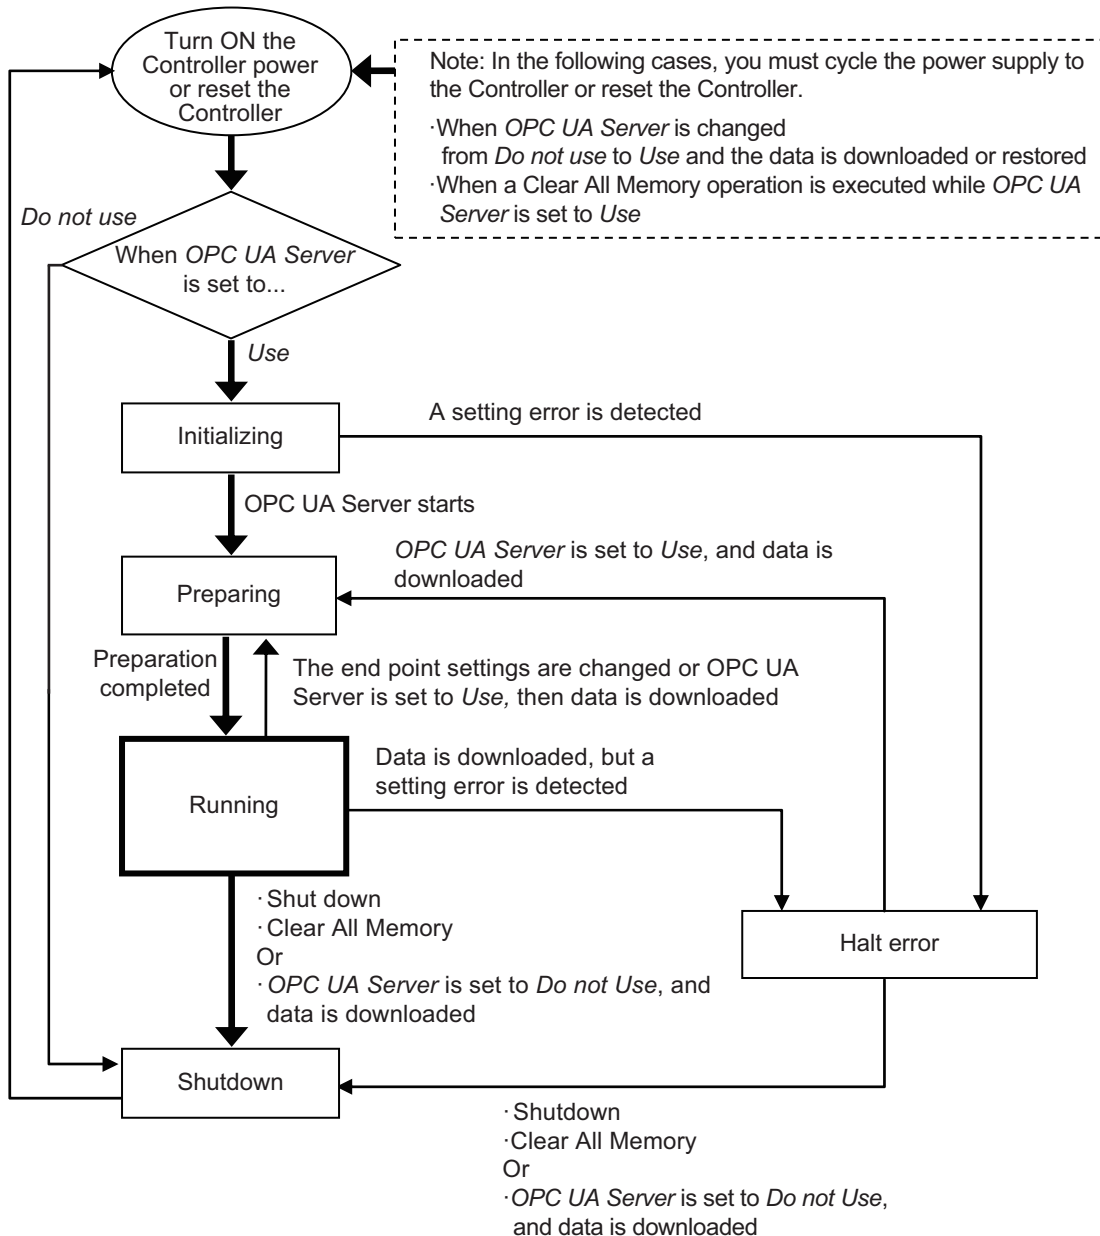 Turn ON the
Controller power
or reset the
Controller
Note: In the following cases, you must cycle the power supply to
the Controller or reset the Controller.
·When OPC UA Server is changed
from Do not use to Use and the data is downloaded or restored
·When a Clear All Memory operation is executed while OPC UA
Server is set to Use
Do not use
When OPC UA Server
is set to...
Use
Initializing
A setting error is detected
OPC UA Server starts
OPC UA Server is set to Use, and data is
downloaded
Preparing
Preparation
completed
The end point settings are changed or OPC UA
Server is set to Use, then data is downloaded
Data is downloaded, but a
setting error is detected
Running
·Shut down
·Clear All Memory
Or
·OPC UA Server is set to Do not Use, and
data is downloaded
Halt error
Shutdown
·Shutdown
·Clear All Memory
Or
·OPC UA Server is set to Do not Use,
and data is downloaded